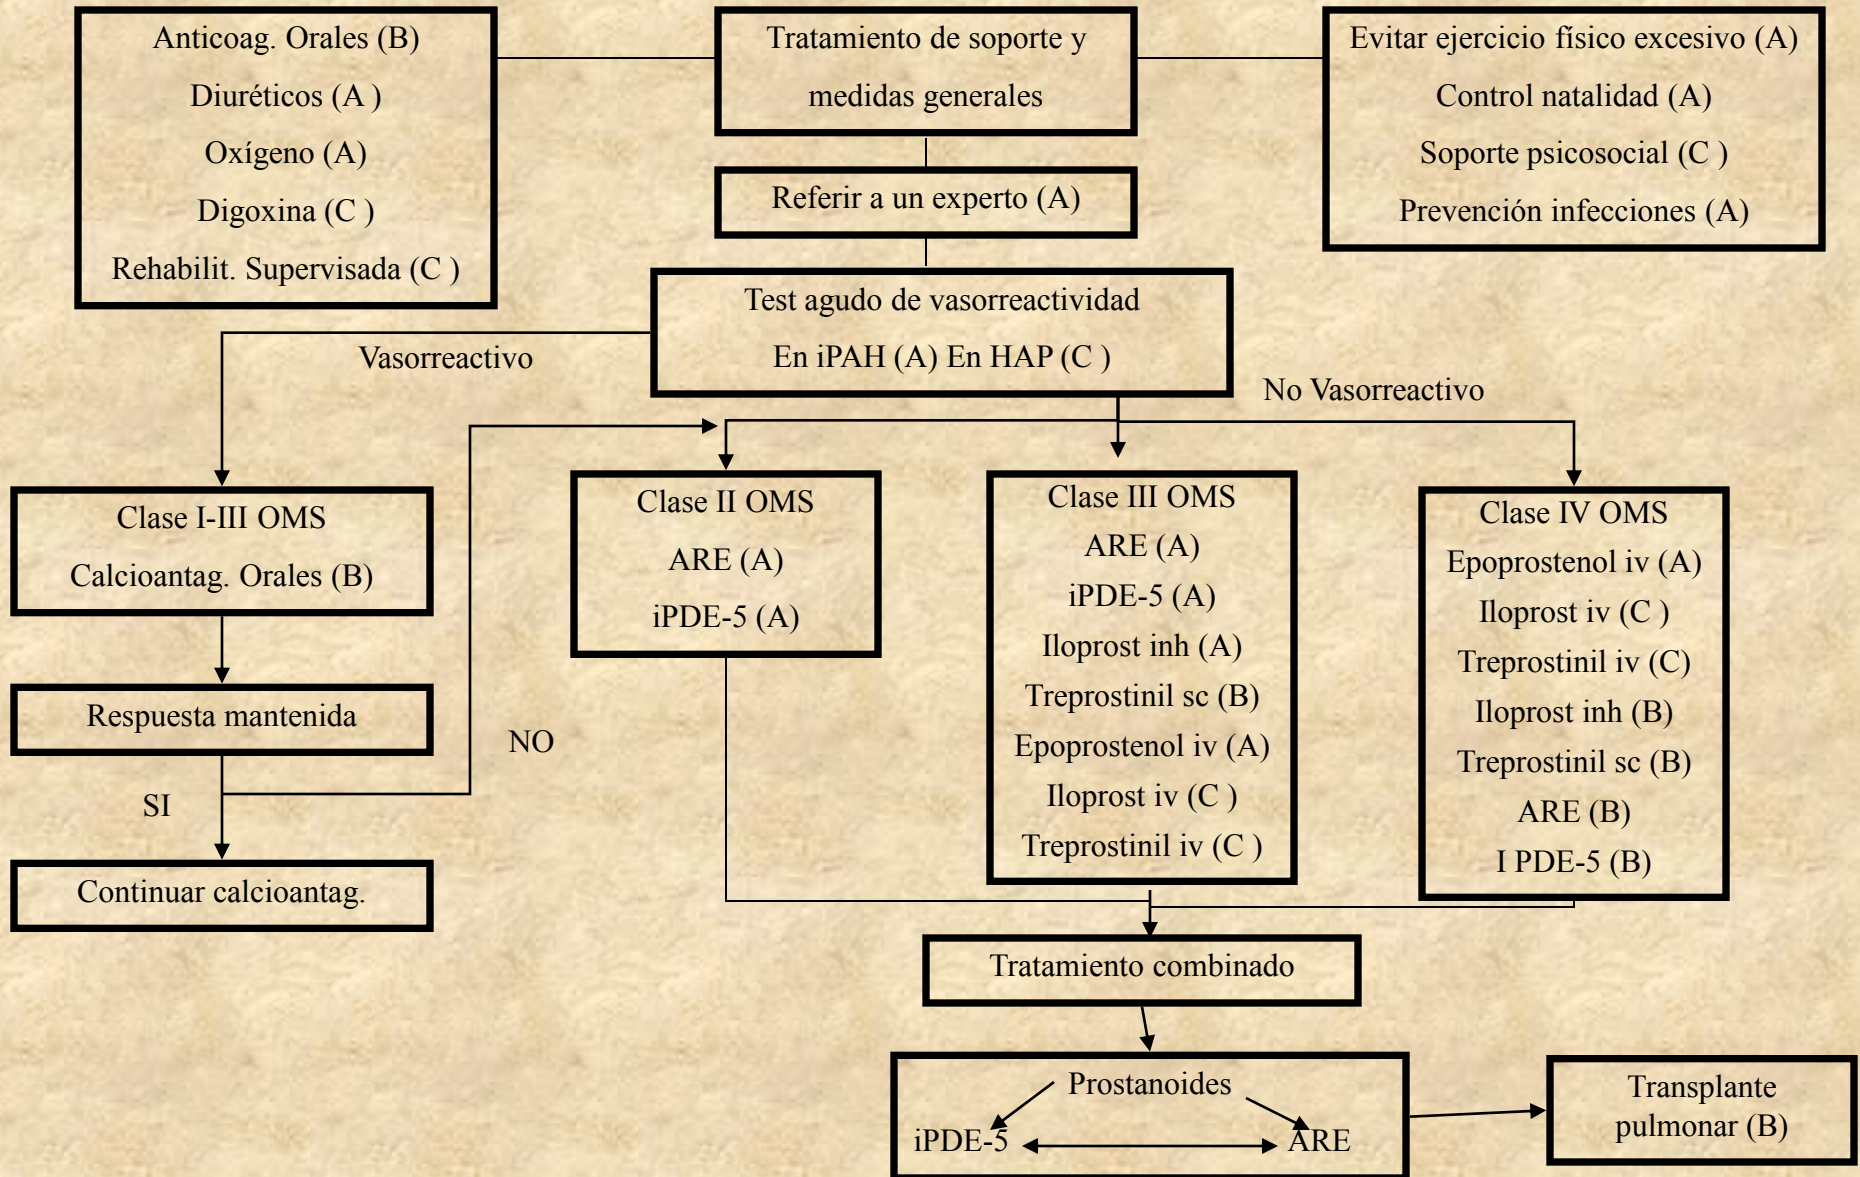 Anticoag. Orales (B)
Diuréticos (A )
Oxígeno (A)
Digoxina (C )
Rehabilit. Supervisada (C )
Tratamiento de soporte y
medidas generales
Evitar ejercicio físico excesivo (A)
Control natalidad (A)
Soporte psicosocial (C )
Prevención infecciones (A)
Referir a un experto (A)
Test agudo de vasorreactividad
En iPAH (A) En HAP (C )
Vasorreactivo
No Vasorreactivo
Clase I-III OMS
Calcioantag. Orales (B)
Respuesta mantenida
NO
SI
Continuar calcioantag.
Clase II OMS
ARE (A)
iPDE-5 (A)
Clase III OMS
ARE (A)
iPDE-5 (A)
Iloprost inh (A)
Treprostinil sc (B)
Epoprostenol iv (A)
Iloprost iv (C )
Treprostinil iv (C )
Clase IV OMS
Epoprostenol iv (A)
Iloprost iv (C )
Treprostinil iv (C)
Iloprost inh (B)
Treprostinil sc (B)
ARE (B)
I PDE-5 (B)
Tratamiento combinado
Prostanoides
iPDE-5
ARE
Transplante
pulmonar (B)